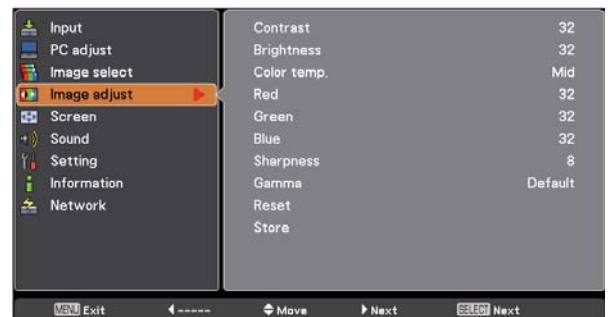 Input
PC adjust
Image select
Image adjust
Screen
Sound
Setting
Information
Network
Contrast 32
Brightness 32
Color temp. Mid
Red 32
Green 32
Blue 32
Sharpness 8
Gamma Default
Reset
Store
MENU Exit ----- Move Next SELECT Next